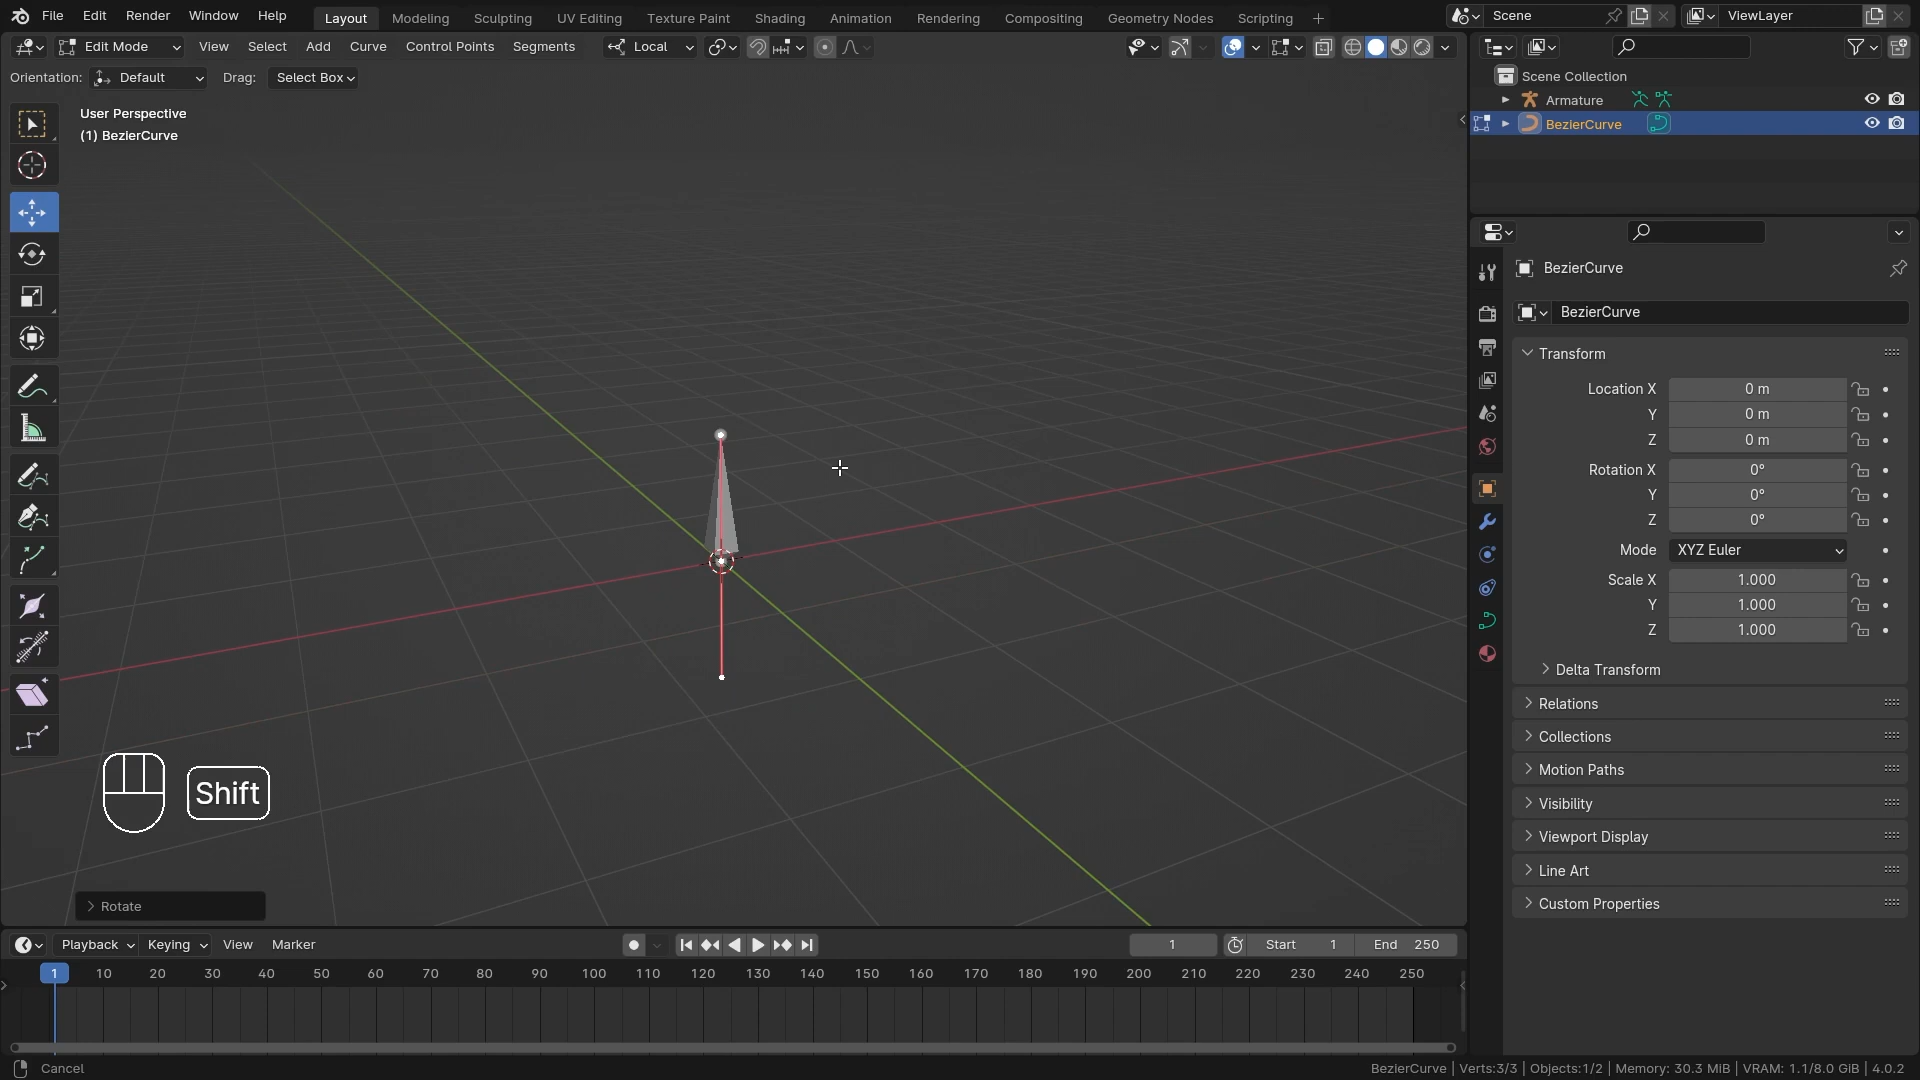 File Edit Render Window Help Layout Modeling Sculpting UV Editing Texture Paint Shading Animation Rendering Compositing Geometry Nodes Scripting + Scene ViewLayer
Edit Mode View Select Add Curve Control Points Segments Local
Orientation: Default Drag: Select Box
User Perspective
(1) BezierCurve
Scene Collection
Armature
BezierCurve
BezierCurve
BezierCurve
Transform
Location X 0 m
Y 0 m
Z 0 m
Rotation X 0°
Y 0°
Z 0°
Mode XYZ Euler
Scale X 1.000
Y 1.000
Z 1.000
Delta Transform
Relations
Collections
Motion Paths
Visibility
Viewport Display
Line Art
Custom Properties
Shift
Rotate
Playback Keying View Marker 1 Start 1 End 250
1 10 20 30 40 50 60 70 80 90 100 110 120 130 140 150 160 170 180 190 200 210 220 230 240 250
Cancel BezierCurve | Verts:3/3 | Objects:1/2 | Memory: 30.3 MiB | VRAM: 1.1/8.0 GiB | 4.0.2